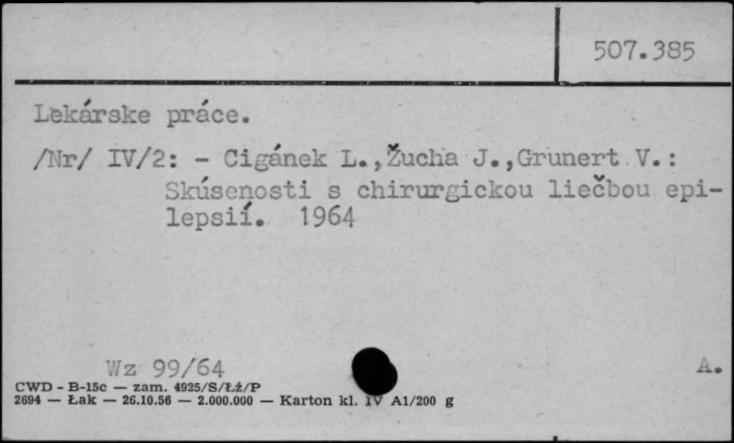 507.385
Lekárske práce.
/Nr/ IV/2: - Cigánek L.,Žucha J.,Grunert V.:
Skúsenosti s chirurgickou liečbou epi-
lepsií. 1964
Wz 99/64
A.
CWD - B-15c — zam. 4925/S/Łż/P
2694 — Łak — 26.10.56 — 2.000.000 — Karton kl. IV A1/200 g